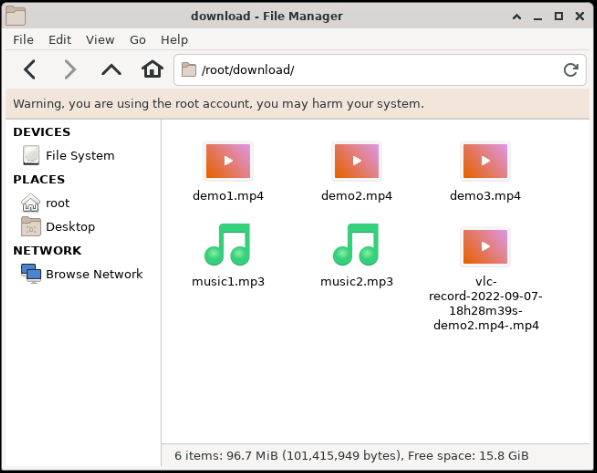 download - File Manager
File Edit View Go Help
/root/download/
Warning, you are using the root account, you may harm your system.
DEVICES
File System
PLACES
root
Desktop
NETWORK
Browse Network
demo1.mp4
demo2.mp4
demo3.mp4
music1.mp3
music2.mp3
vlc-
record-2022-09-07-
18h28m39s-
demo2.mp4-.mp4
6 items: 96.7 MiB (101,415,949 bytes), Free space: 15.8 GiB